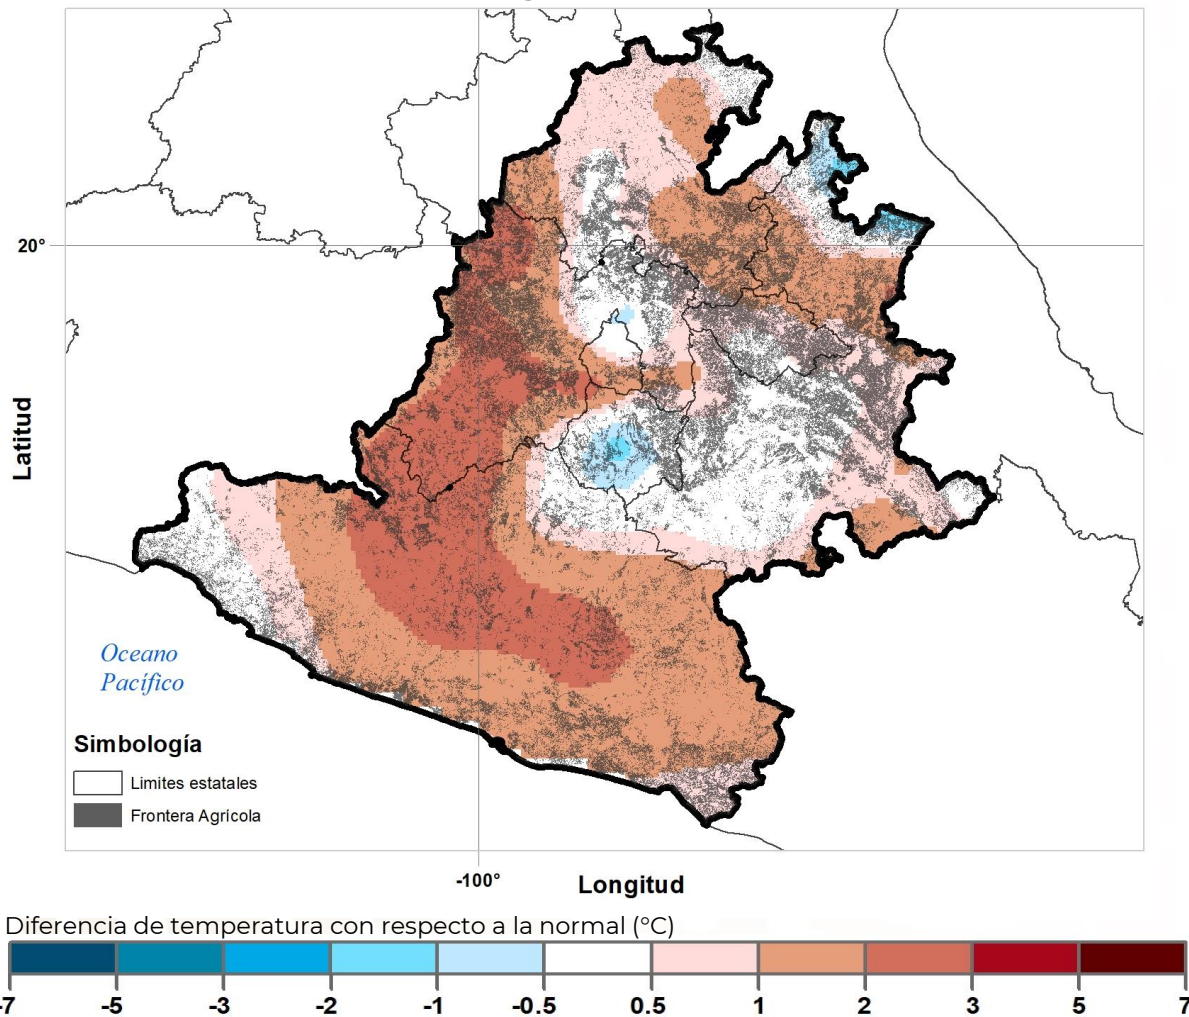 20°
Latitud
Oceano
Pacífico
Simbología
Limites estatales
Frontera Agrícola
-100°
Longitud
Diferencia de temperatura con respecto a la normal (°C)
-7 -5 -3 -2 -1 -0.5 0.5 1 2 3 5 7